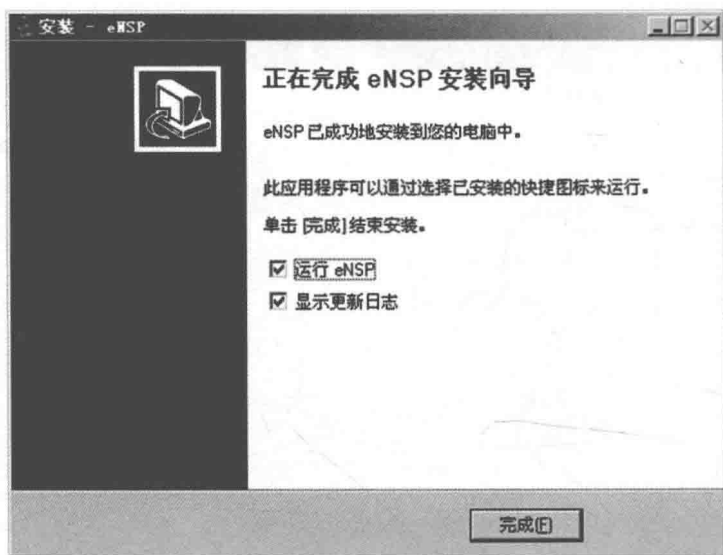 安装 - eNSP
正在完成 eNSP 安装向导
eNSP 已成功地安装到您的电脑中。
此应用程序可以通过选择已安装的快捷图标来运行。
单击 [完成] 结束安装。
运行 eNSP
显示更新日志
完成(F)